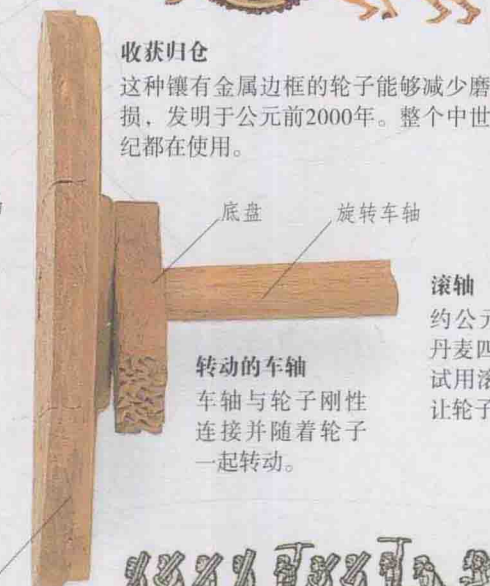 收获归仓
这种镶有金属边框的轮子能够减少磨
损，发明于公元前2000年。整个中世
纪都在使用。
底盘
旋转车轴
转动的车轴
车轴与轮子刚性
连接并随着轮子
一起转动。
滚轴
约公元
丹麦四
试用滚
让轮子